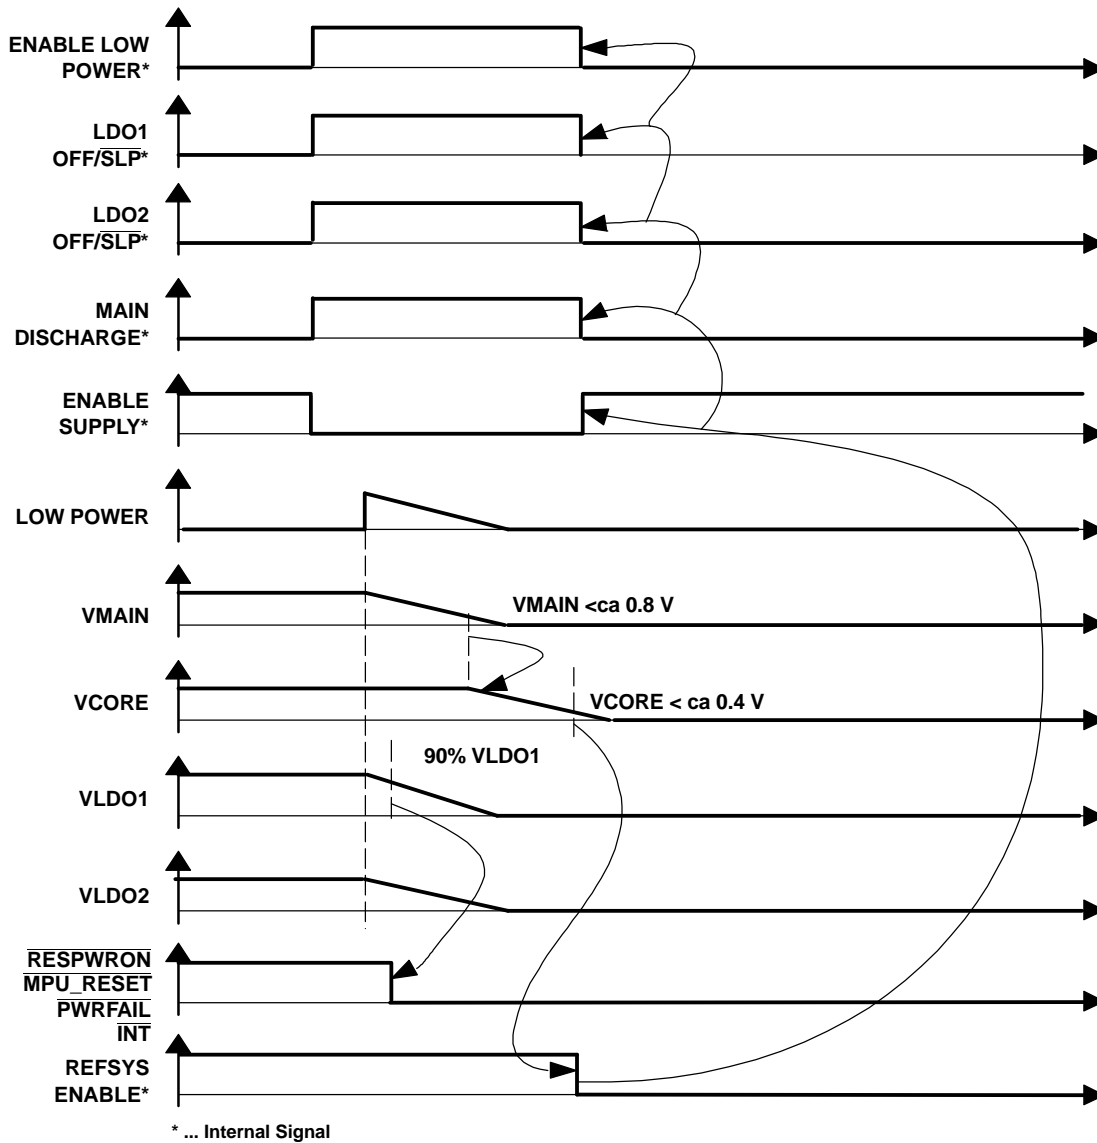 ENABLE LOW
POWER*
LDO1
OFF/SLP*
LDO2
OFF/SLP*
MAIN
DISCHARGE*
ENABLE
SUPPLY*
LOW POWER
VMAIN
VMAIN <ca 0.8 V
VCORE
VCORE < ca 0.4 V
90% VLDO1
VLDO1
VLDO2
RESPWRON
MPU_RESET
PWRFAIL
INT
REFSYS
ENABLE*
* ... Internal Signal